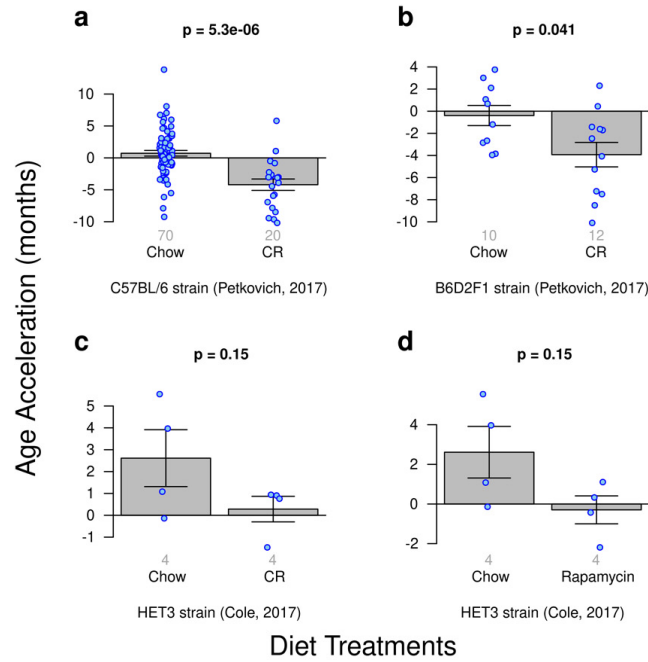 a
p = 5.3e-06
10
5
0
-5
-10
70
20
Chow
CR
C57BL/6 strain (Petkovich, 2017)
b
p = 0.041
4
2
0
-2
-4
-6
-8
-10
10
12
Chow
CR
B6D2F1 strain (Petkovich, 2017)
Age Acceleration (months)
c
p = 0.15
5
4
3
2
1
0
-1
4
4
Chow
CR
HET3 strain (Cole, 2017)
d
p = 0.15
4
2
0
-2
4
4
Chow
Rapamycin
HET3 strain (Cole, 2017)
Diet Treatments